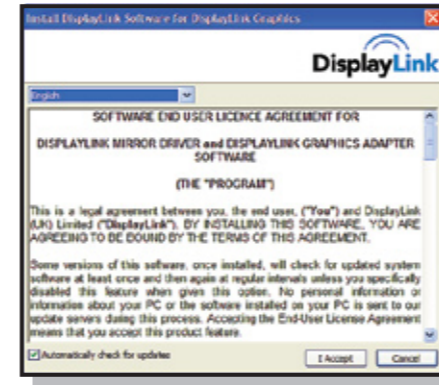 Install DisplayLink Software for DisplayLink Graphics
DisplayLink
English
SOFTWARE END USER LICENCE AGREEMENT FOR
DISPLAYLINK MIRROR DRIVER and DISPLAYLINK GRAPHICS ADAPTER
SOFTWARE
(THE "PROGRAM")
This is a legal agreement between you, the end user, ("You") and DisplayLink
(UK) Limited ("DisplayLink"). BY INSTALLING THIS SOFTWARE, YOU ARE
AGREEING TO BE BOUND BY THE TERMS OF THIS AGREEMENT.
Some versions of this software, once installed, will check for updated system
software at least once and then again at regular intervals unless you specifically
disabled this feature when given this option. No personal information or
information about your PC or the software installed on your PC is sent to our
update servers during this process. Accepting the End-User License Agreement
means that you accept this product feature.
Automatically check for updates
I Accept
Cancel